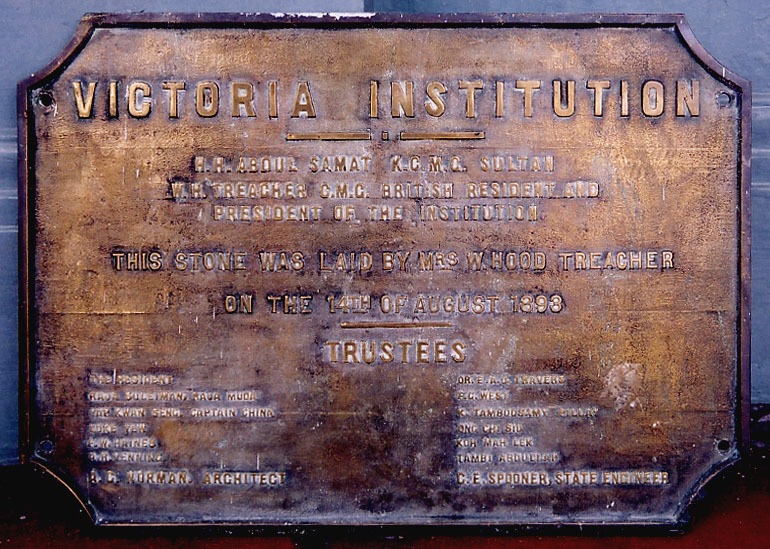 VICTORIA INSTITUTION
H.H. ABDUL SAMAT K.C.M.G. SULTAN
W.H. TREACHER C.M.G. BRITISH RESIDENT AND
PRESIDENT OF THE INSTITUTION.
THIS STONE WAS LAID BY MRS W. HOOD TREACHER
ON THE 14TH OF AUGUST 1893
TRUSTEES
THE RESIDENT
RAJA SULEIMAN, RAJA MUDA
YAP KWAN SENG, CAPTAIN CHINA
LOKE YEW
HAINES
VENNING
A.C. NORMAN. ARCHITECT
DR. E.A.O. TRAVERS
WEST
K. TAMBOOSAMY PILLAY
ONG CHI SIU
KOH MAH LEK
TAMBI ABDULLAH
C.E. SPOONER STATE ENGINEER